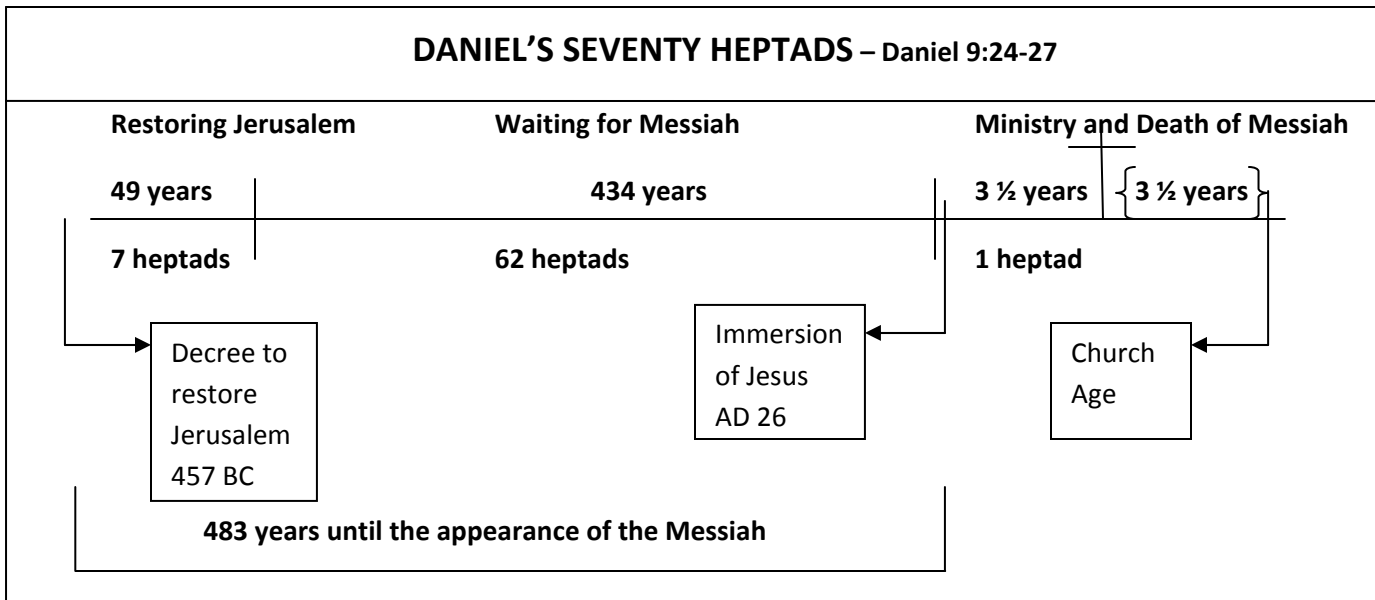 DANIEL’S SEVENTY HEPTADS – Daniel 9:24-27
Restoring Jerusalem Waiting for Messiah Ministry and Death of Messiah
49 years 434 years 3 ½ years {3 ½ years}
7 heptads 62 heptads 1 heptad
Decree to
restore
Jerusalem
457 BC
Immersion
of Jesus
AD 26
Church
Age
483 years until the appearance of the Messiah